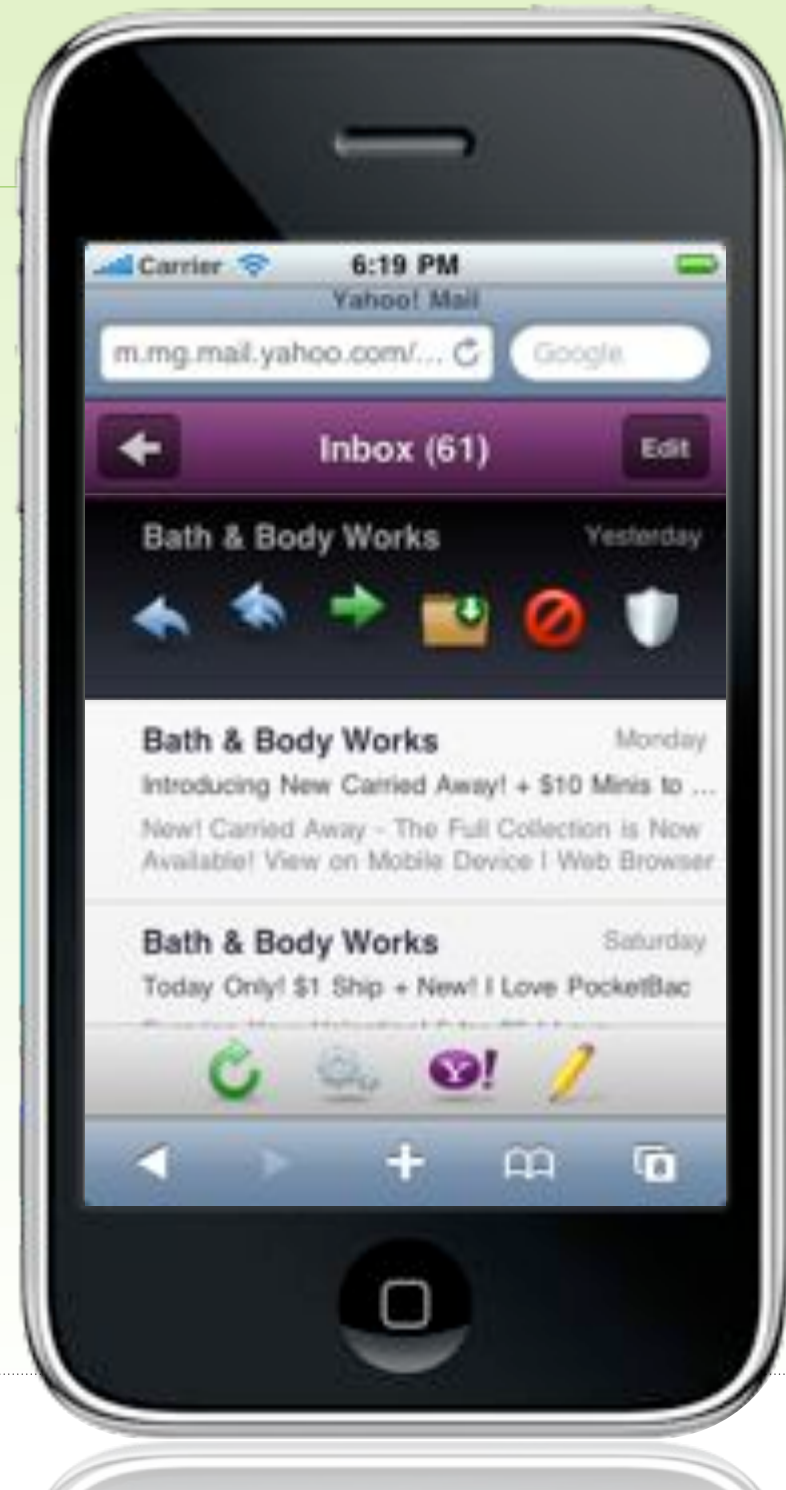 Carrier 6:19 PM
Yahoo! Mail
m.mg.mail.yahoo.com/... Google
Inbox (61) Edit
Bath & Body Works Yesterday
Bath & Body Works Monday
Introducing New Carried Away! + $10 Minis to ...
New! Carried Away - The Full Collection is Now
Available! View on Mobile Device | Web Browser
Bath & Body Works Saturday
Today Only! $1 Ship + New! I Love PocketBac
Y!
8